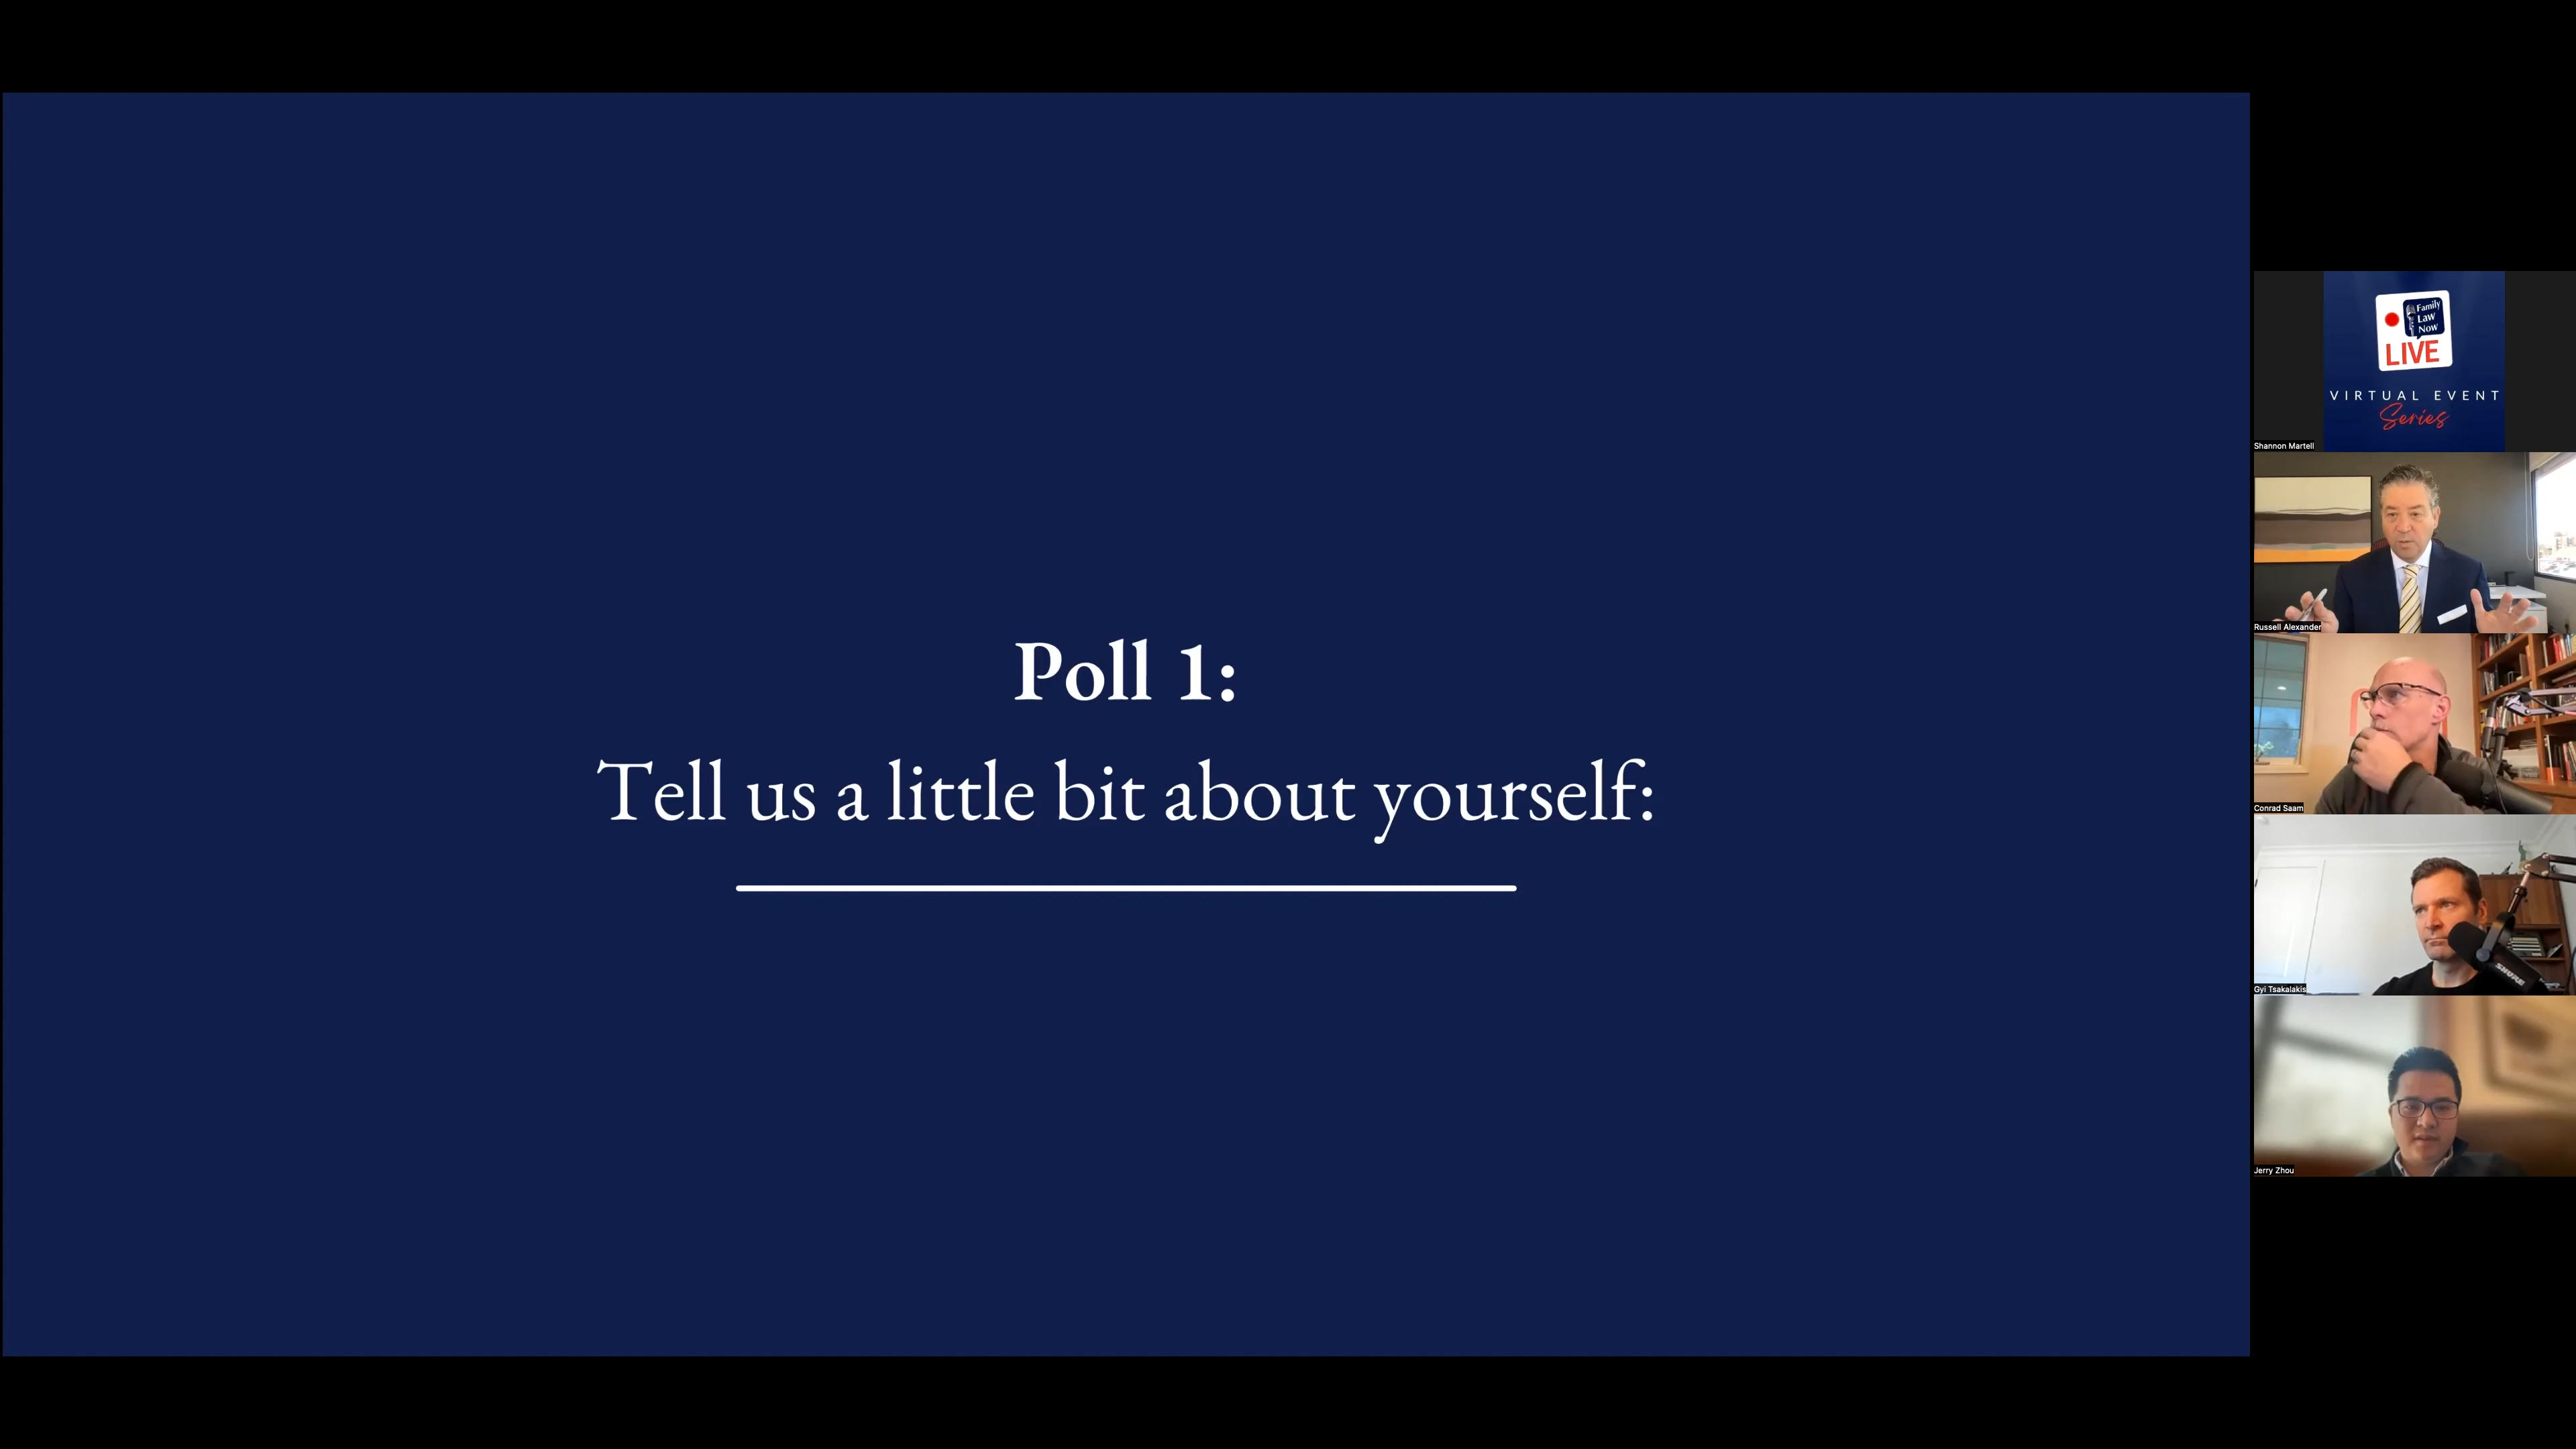 Poll 1:
Tell us a little bit about yourself:
Family
Law
Now
LIVE
VIRTUAL EVENT
Series
Shannon Martell
Russell Alexander
Conrad Saam
Gyi Tsakalakis
SHURE
Jerry Zhou